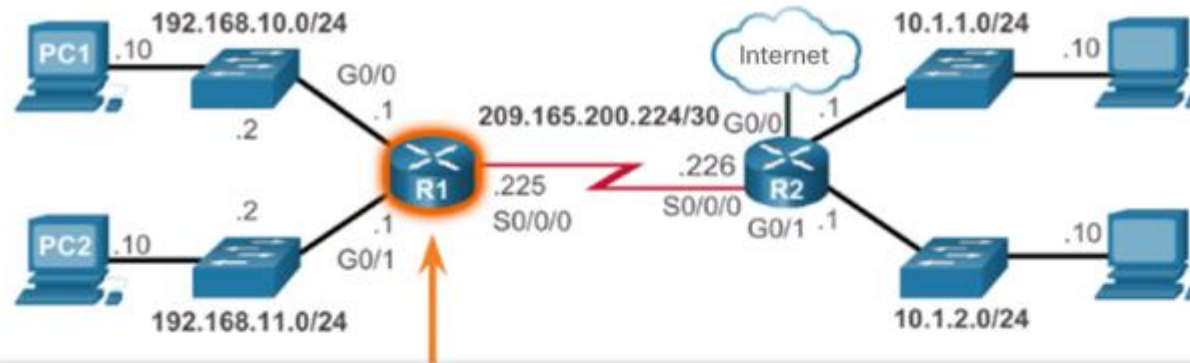 192.168.10.0/24
PC1
.10
.2
G0/0
.1
Internet
10.1.1.0/24
.10
.1
209.165.200.224/30
G0/0
R1
.225
S0/0/0
.226
S0/0/0
R2
G0/1
.1
PC2
.10
.2
.1
G0/1
192.168.11.0/24
.10
10.1.2.0/24